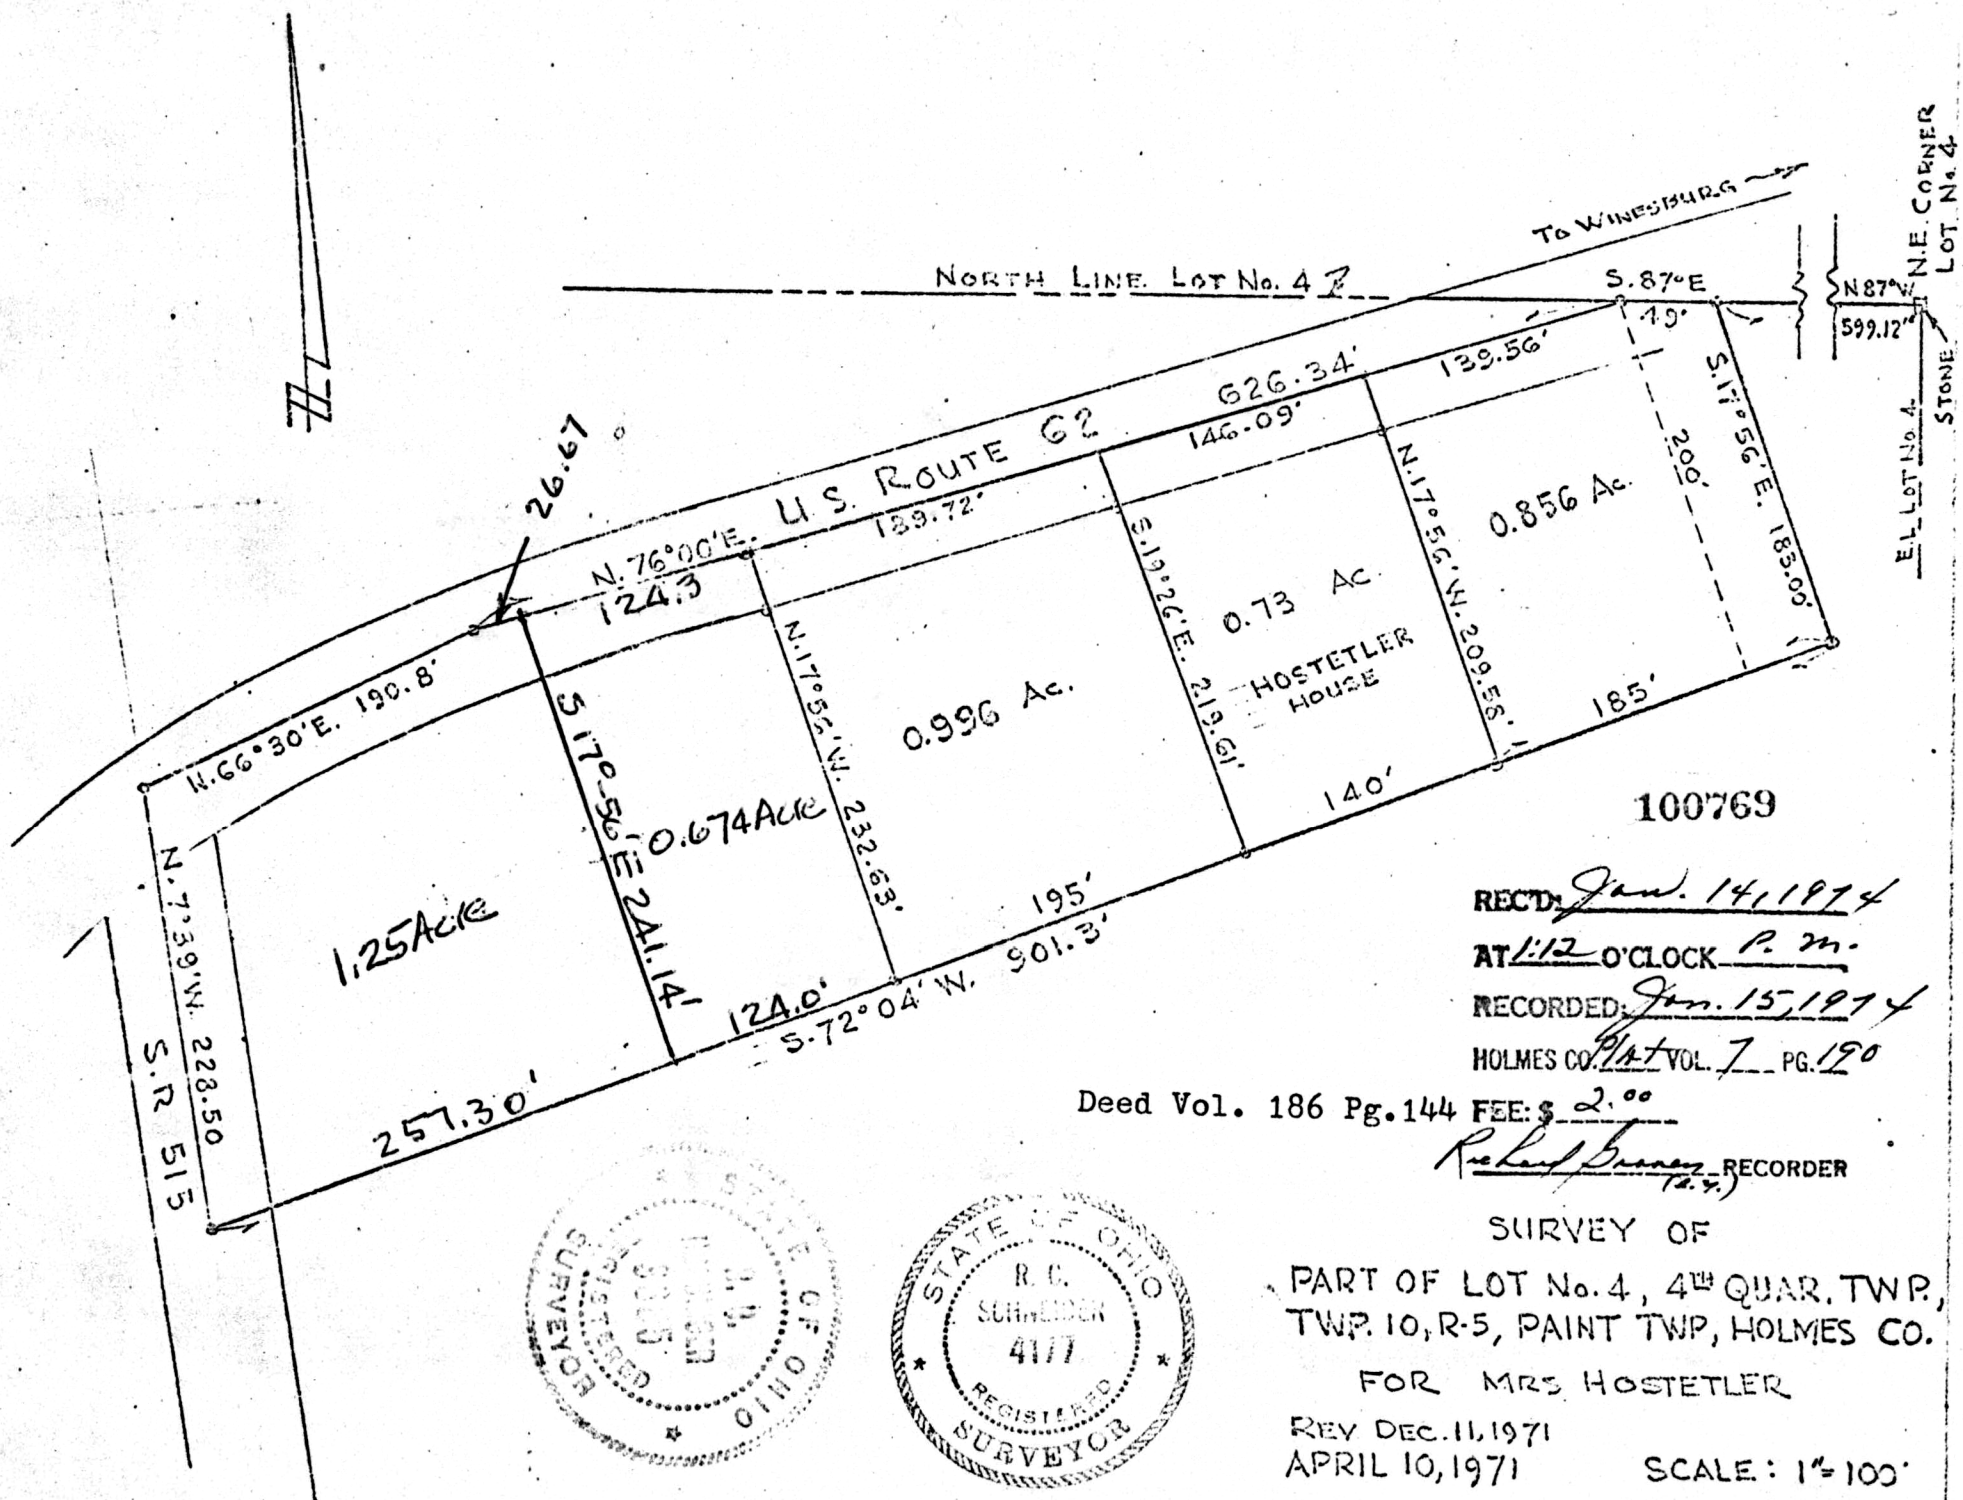 N.E. CORNER
LOT No. 4
TO WINESBURG
NORTH LINE LOT No. 4
S.87°E
49'
N87°W
599.12'
STONE
E.L. LOT No. 4
626.34'
139.56'
146.09'
U.S. ROUTE 62
189.72'
26.67
N. 76°00'E.
124.3
N.66°30'E. 190.8'
S.17°56'E. 183.00'
200'
0.856 Ac.
N.17°56'W. 209.58'
0.73 Ac.
HOSTETLER
HOUSE
S.19°26'E. 219.61'
0.996 Ac.
N.17°56'W. 232.63'
0.674 Acre
S 17°-56' E 241.14'
1.25 Acre
N.7°39'W. 228.50
S.R 515
185'
140'
195'
124.0'
S.72°04' W. 901.3'
257.30'
100769
REC'D: Jan. 14, 1974
AT 1:12 O'CLOCK P. M.
RECORDED: Jan. 15, 1974
HOLMES CO. Plat VOL. 7 PG. 190
Deed Vol. 186 Pg.144 FEE: $ 2.00
Richard RECORDER
STATE OF OHIO
REGISTERED
SURVEYOR
STATE OF OHIO
R. C.
SCHNEIDER
4177
REGISTERED
SURVEYOR
SURVEY OF
PART OF LOT No. 4, 4TH QUAR. TWP.,
TWP. 10, R-5, PAINT TWP, HOLMES CO.
FOR MRS HOSTETLER
REV DEC. 11, 1971
APRIL 10, 1971
SCALE: 1"=100'